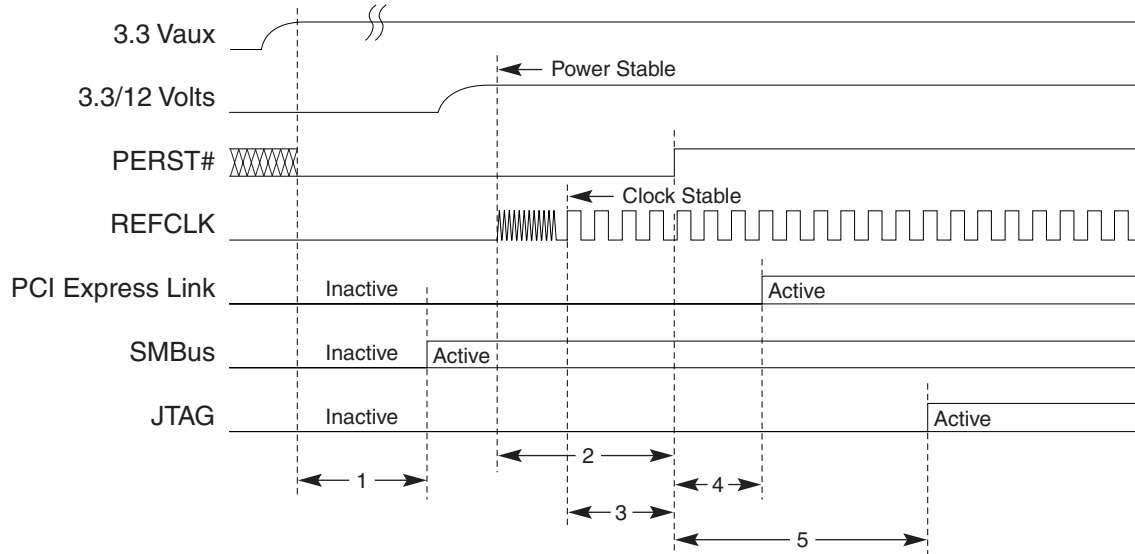 3.3 Vaux
Power Stable
3.3/12 Volts
PERST#
Clock Stable
REFCLK
PCI Express Link
Inactive
Active
SMBus
Inactive
Active
JTAG
Inactive
Active
1
2
3
4
5